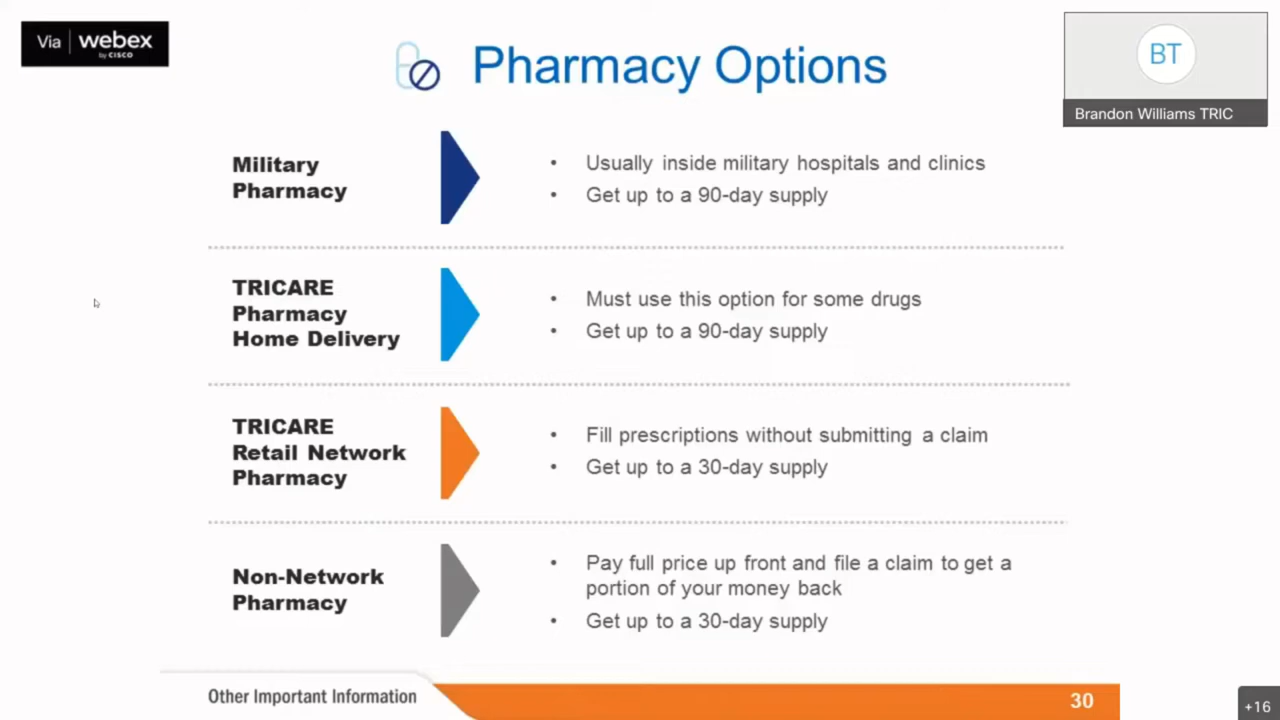 Via webex
by CISCO
Pharmacy Options
BT
Brandon Williams TRIC
Military
Pharmacy
• Usually inside military hospitals and clinics
• Get up to a 90-day supply
TRICARE
Pharmacy
Home Delivery
• Must use this option for some drugs
• Get up to a 90-day supply
TRICARE
Retail Network
Pharmacy
• Fill prescriptions without submitting a claim
• Get up to a 30-day supply
Non-Network
Pharmacy
• Pay full price up front and file a claim to get a
portion of your money back
• Get up to a 30-day supply
Other Important Information
30
+16